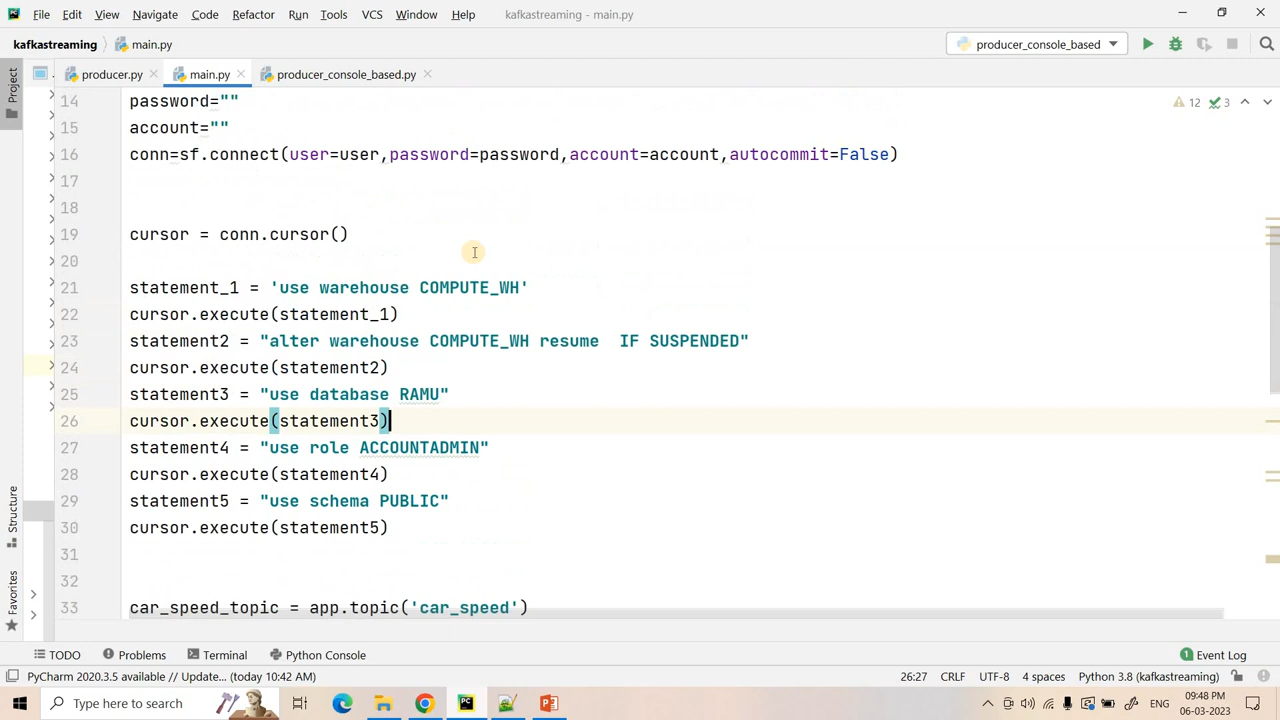 File Edit View Navigate Code Refactor Run Tools VCS Window Help kafkastreaming - main.py
kafkastreaming main.py producer_console_based
Project
producer.py main.py producer_console_based.py
14 password=""
12 3
15 account=""
16 conn=sf.connect(user=user,password=password,account=account,autocommit=False)
17
18
19 cursor = conn.cursor()
20
21 statement_1 = 'use warehouse COMPUTE_WH'
22 cursor.execute(statement_1)
23 statement2 = "alter warehouse COMPUTE_WH resume  IF SUSPENDED"
24 cursor.execute(statement2)
25 statement3 = "use database RAMU"
26 cursor.execute(statement3)
27 statement4 = "use role ACCOUNTADMIN"
28 cursor.execute(statement4)
29 statement5 = "use schema PUBLIC"
30 cursor.execute(statement5)
31
32
33 car_speed_topic = app.topic('car_speed')
Structure
Favorites
TODO Problems Terminal Python Console 1 Event Log
PyCharm 2020.3.5 available // Update... (today 10:42 AM) 26:27 CRLF UTF-8 4 spaces Python 3.8 (kafkastreaming)
Type here to search PC ENG 09:48 PM
06-03-2023